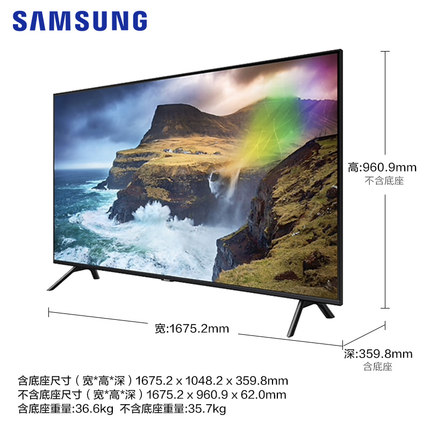 SAMSUNG
高:960.9mm
不含底座
宽:1675.2mm
深:359.8mm
含底座
含底座尺寸（宽*高*深）1675.2 x 1048.2 x 359.8mm
不含底座尺寸（宽*高*深）1675.2 x 960.9 x 62.0mm
含底座重量:36.6kg 不含底座重量:35.7kg